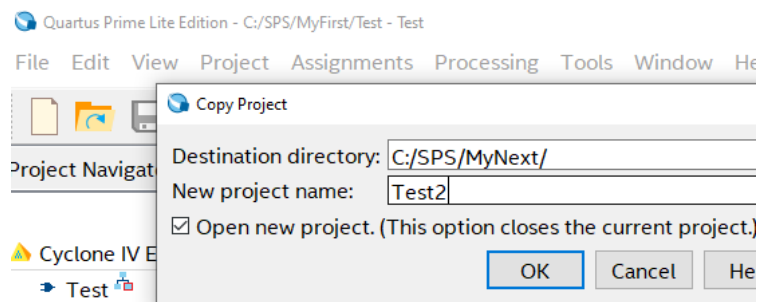 Quartus Prime Lite Edition - C:/SPS/MyFirst/Test - Test
File Edit View Project Assignments Processing Tools Window He
Copy Project
Project Navigat
Destination directory: C:/SPS/MyNext/
New project name: Test2
Open new project. (This option closes the current project.)
Cyclone IV E
OK Cancel He
Test